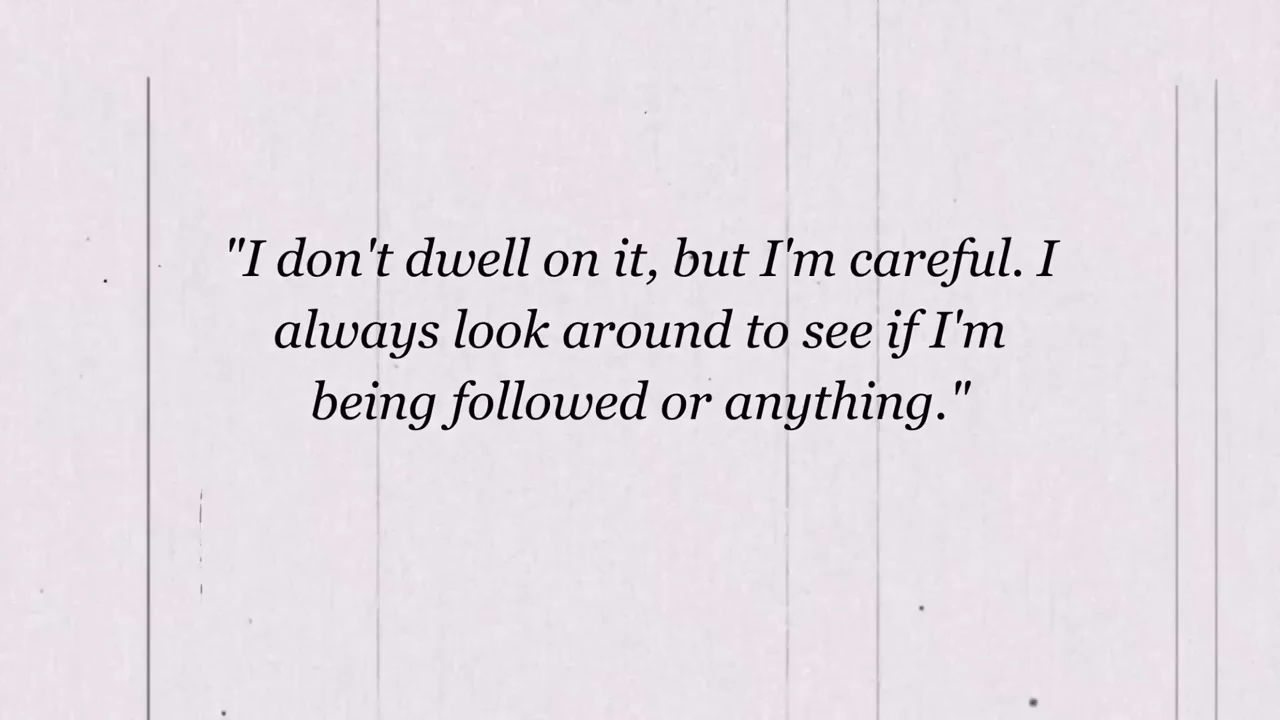 "I don't dwell on it, but I'm careful. I
always look around to see if I'm
being followed or anything."